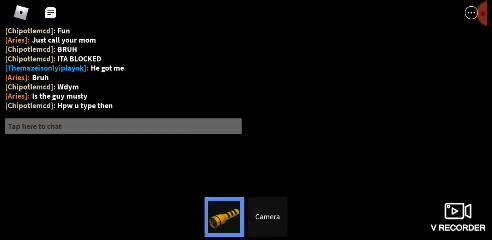 [Chipotlemcd]: Fun
[Aries]: Just call your mom
[Chipotlemcd]: BRUH
[Chipotlemcd]: ITA BLOCKED
[Themazeisonlyiplayok]: He got me
[Aries]: Bruh
[Chipotlemcd]: Wdym
[Aries]: Is the guy musty
[Chipotlemcd]: Hpw u type then
Tap here to chat
Camera
V RECORDER